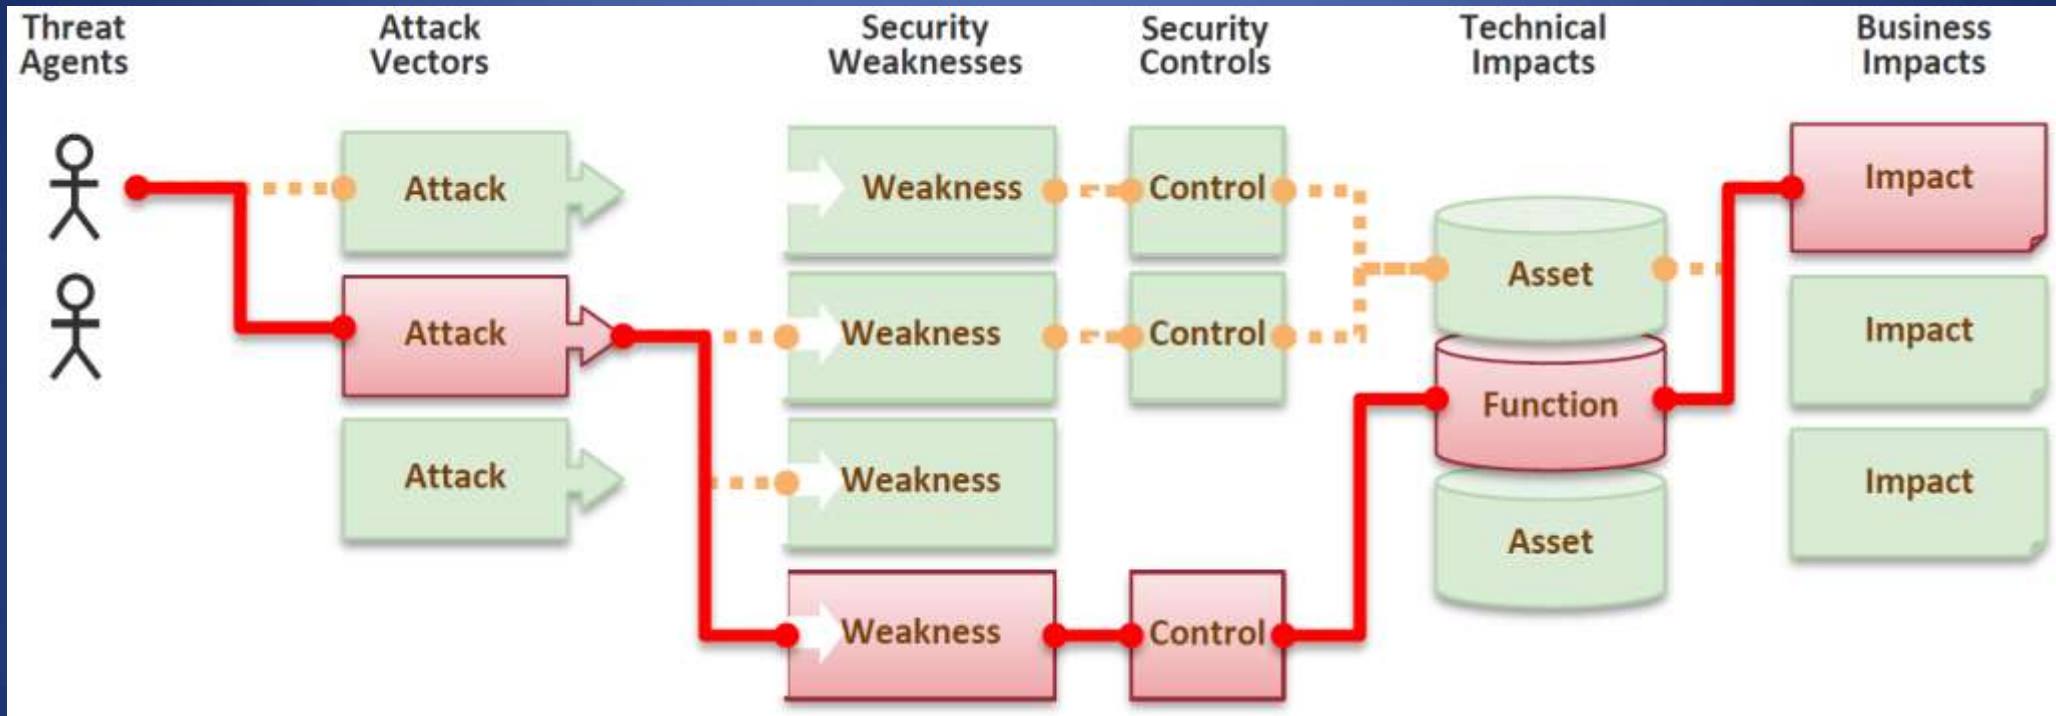 Threat
Agents
Attack
Vectors
Security
Weaknesses
Security
Controls
Technical
Impacts
Business
Impacts
Attack
Attack
Attack
Weakness
Weakness
Weakness
Weakness
Control
Control
Control
Asset
Function
Asset
Impact
Impact
Impact